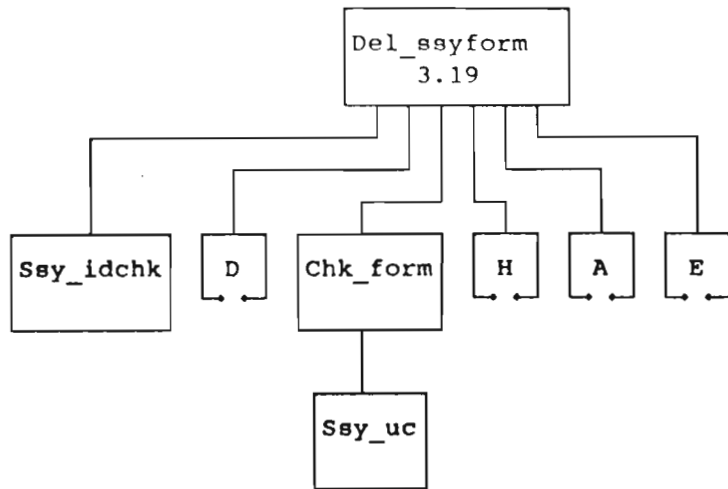 Del_ssyform
3.19
Ssy_idchk
D
Chk_form
H
A
E
Ssy_uc